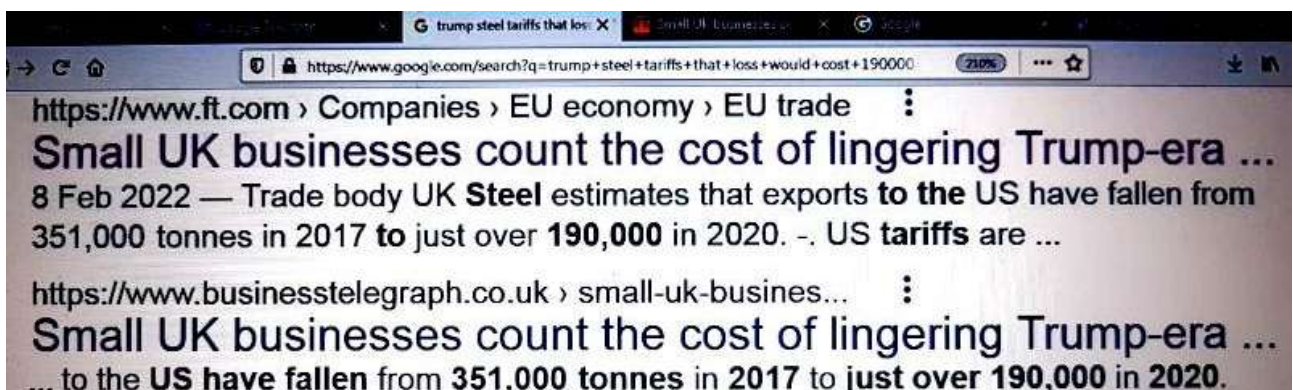 trump steel tariffs that los
https://www.google.com/search?q=trump+steel+tariffs+that+loss+would+cost+190000 210%
https://www.ft.com › Companies › EU economy › EU trade
Small UK businesses count the cost of lingering Trump-era ...
8 Feb 2022 — Trade body UK Steel estimates that exports to the US have fallen from
351,000 tonnes in 2017 to just over 190,000 in 2020. -. US tariffs are ...
https://www.businesstelegraph.co.uk › small-uk-busines...
Small UK businesses count the cost of lingering Trump-era ...
... to the US have fallen from 351,000 tonnes in 2017 to just over 190,000 in 2020.